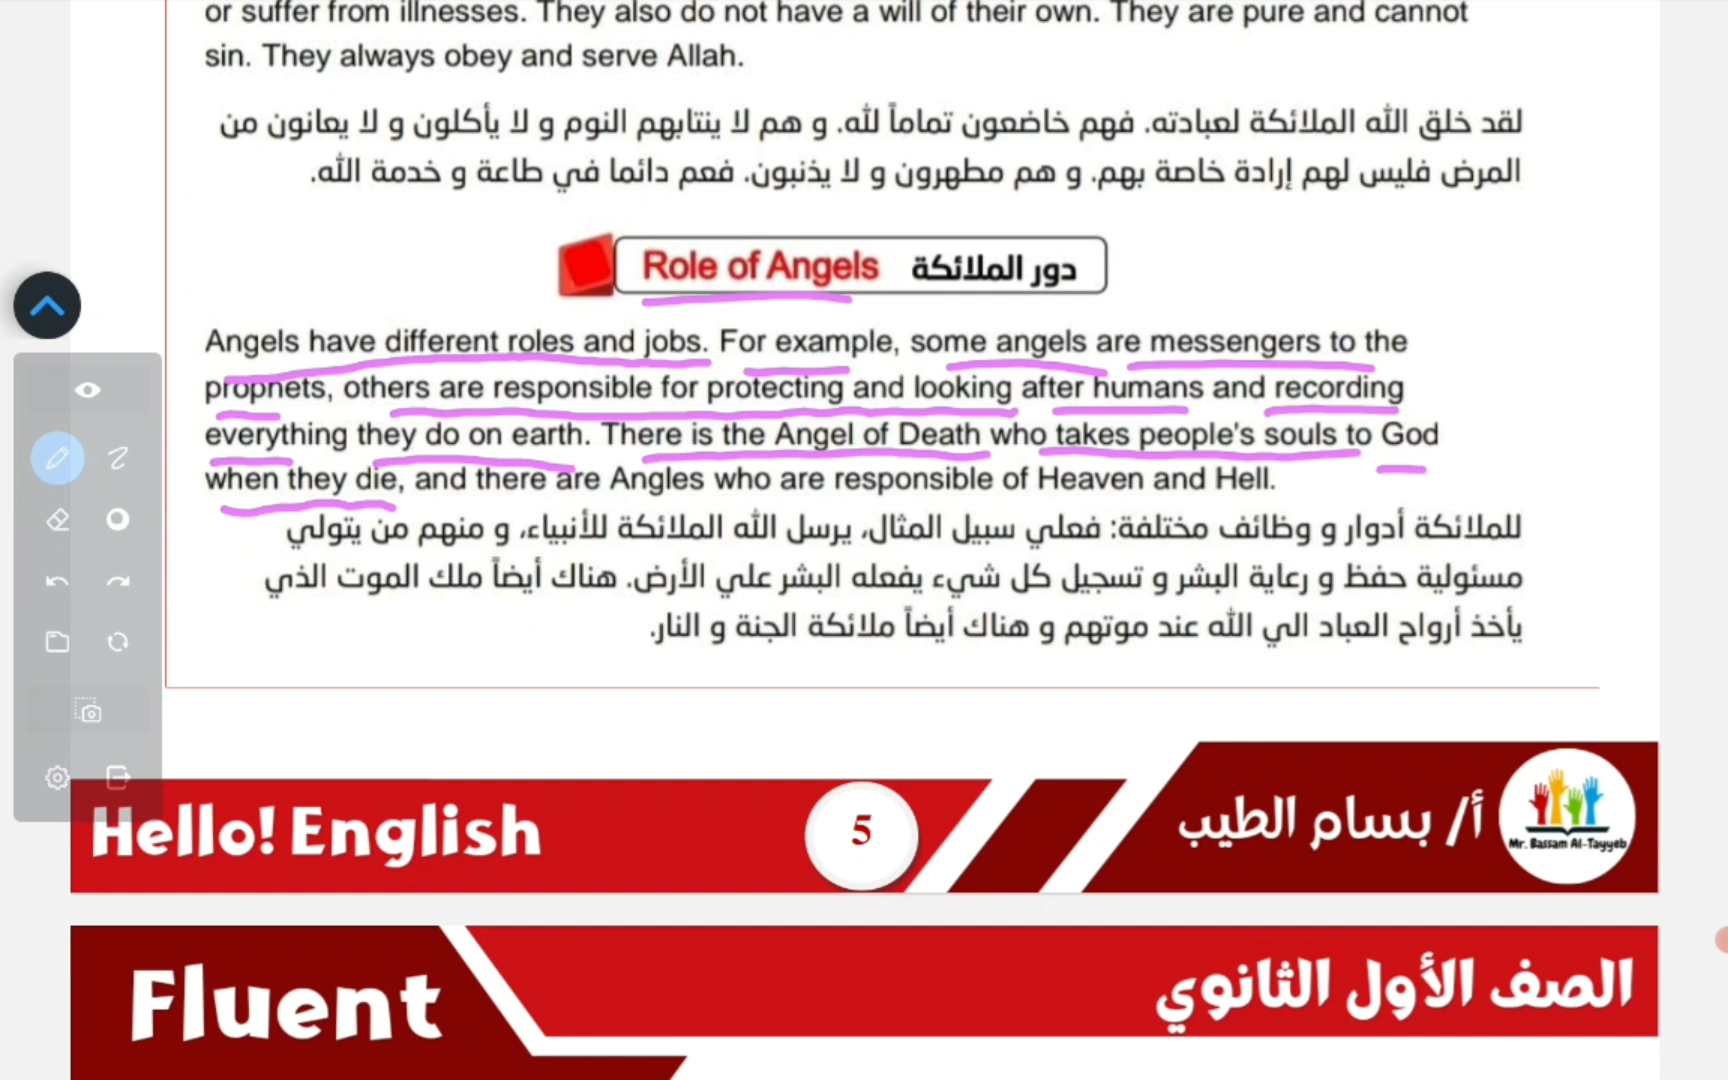 or suffer from illnesses. They also do not have a will of their own. They are pure and cannot
sin. They always obey and serve Allah.
لقد خلق الله الملائكة لعبادته. فهم خاضعون تماماً لله. و هم لا ينتابهم النوم و لا يأكلون و لا يعانون من
المرض فليس لهم إرادة خاصة بهم. و هم مطهرون و لا يذنبون. فعم دائما في طاعة و خدمة الله.
Role of Angels دور الملائكة
Angels have different roles and jobs. For example, some angels are messengers to the
prophets, others are responsible for protecting and looking after humans and recording
everything they do on earth. There is the Angel of Death who takes people's souls to God
when they die, and there are Angles who are responsible of Heaven and Hell.
للملائكة أدوار و وظائف مختلفة: فعلي سبيل المثال، يرسل الله الملائكة للأنبياء، و منهم من يتولي
مسئولية حفظ و رعاية البشر و تسجيل كل شيء يفعله البشر علي الأرض. هناك أيضاً ملك الموت الذي
يأخذ أرواح العباد الي الله عند موتهم و هناك أيضاً ملائكة الجنة و النار.
Hello! English
5
أ/ بسام الطيب
Mr. Bassam Al-Tayyeb
Fluent
الصف الأول الثانوي